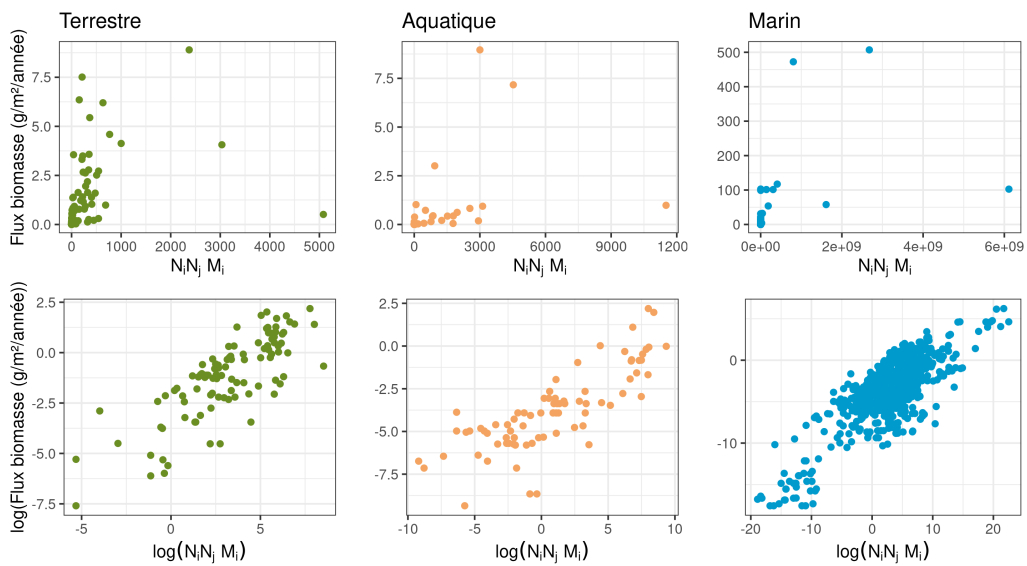 Terrestre Aquatique Marin
Flux biomasse (g/m²/année)
7.5
5.0
2.5
0.0
0 1000 2000 3000 4000 5000
NiNj Mi
7.5
5.0
2.5
0.0
0 3000 6000 9000 1200
NiNj Mi
500
400
300
200
100
0
0e+00 2e+09 4e+09 6e+09
NiNj Mi
log(Flux biomasse (g/m²/année))
2.5
0.0
-2.5
-5.0
-7.5
-5 0 5
log(NiNj Mi)
2.5
0.0
-2.5
-5.0
-7.5
-10 -5 0 5 10
log(NiNj Mi)
0
-10
-20 -10 0 10 20
log(NiNj Mi)